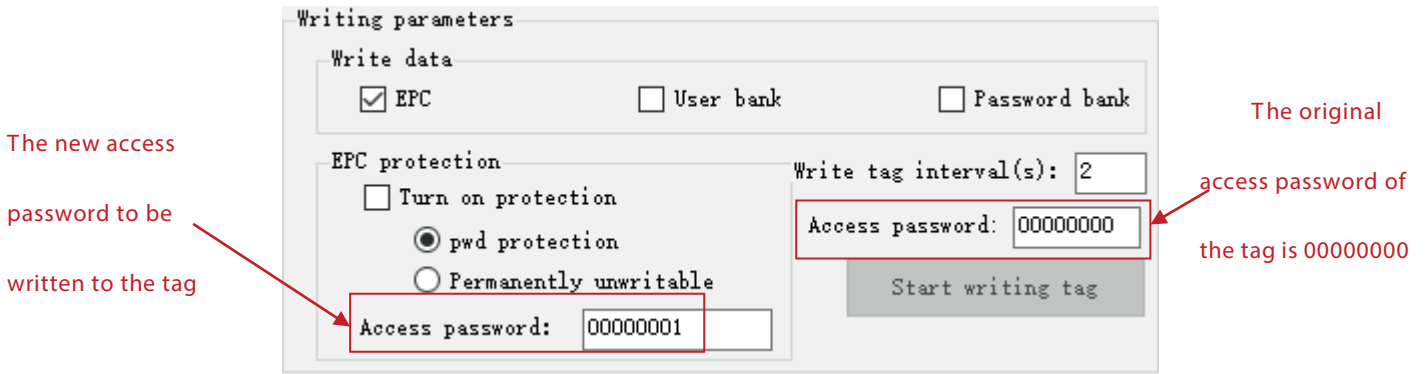 Writing parameters
Write data
EPC
User bank
Password bank
The original
access password of
the tag is 00000000
The new access
password to be
written to the tag
EPC protection
Turn on protection
pwd protection
Permanently unwritable
Access password: 00000001
Write tag interval(s): 2
Access password: 00000000
Start writing tag